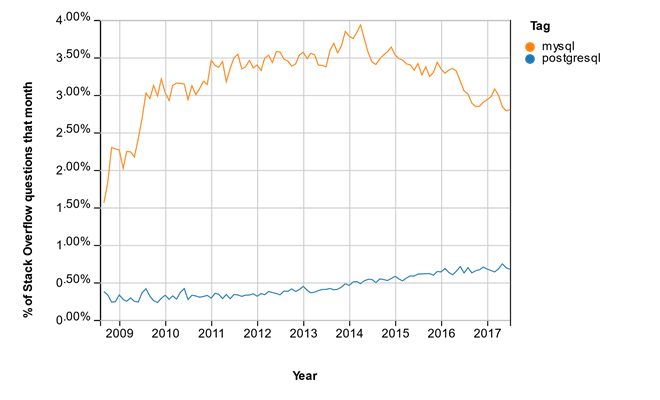 % of Stack Overflow questions that month
4.00%
3.50%
3.00%
2.50%
2.00%
1.50%
1.00%
0.50%
0.00%
2009 2010 2011 2012 2013 2014 2015 2016 2017
Year
Tag
mysql
postgresql